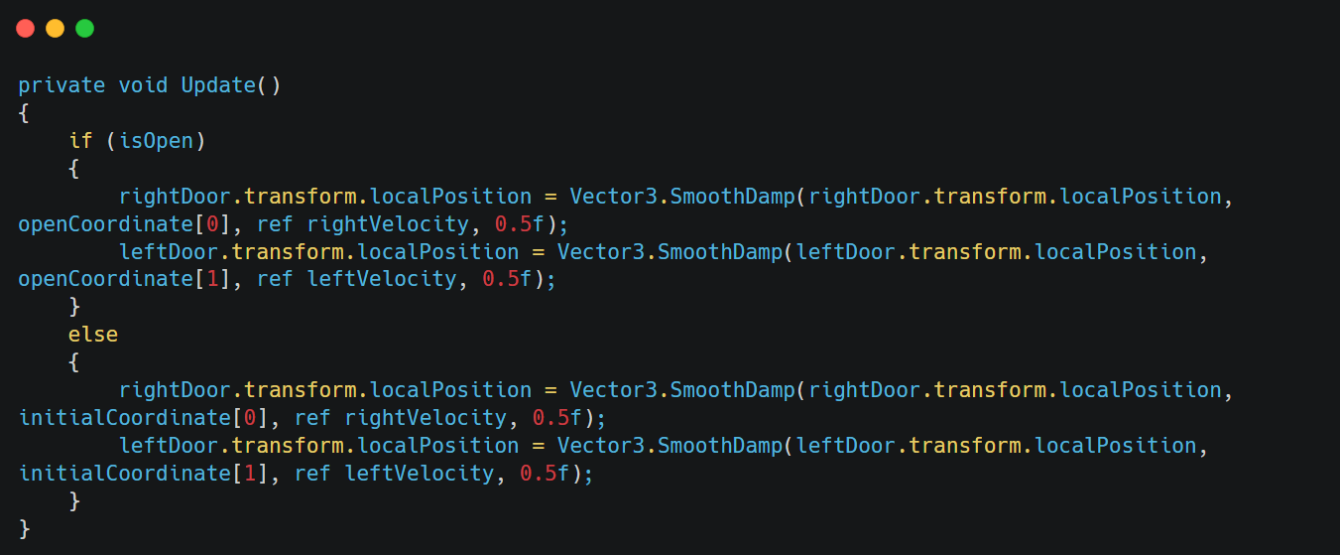 private void Update()
{
    if (isOpen)
    {
        rightDoor.transform.localPosition = Vector3.SmoothDamp(rightDoor.transform.localPosition,
openCoordinate[0], ref rightVelocity, 0.5f);
        leftDoor.transform.localPosition = Vector3.SmoothDamp(leftDoor.transform.localPosition,
openCoordinate[1], ref leftVelocity, 0.5f);
    }
    else
    {
        rightDoor.transform.localPosition = Vector3.SmoothDamp(rightDoor.transform.localPosition,
initialCoordinate[0], ref rightVelocity, 0.5f);
        leftDoor.transform.localPosition = Vector3.SmoothDamp(leftDoor.transform.localPosition,
initialCoordinate[1], ref leftVelocity, 0.5f);
    }
}